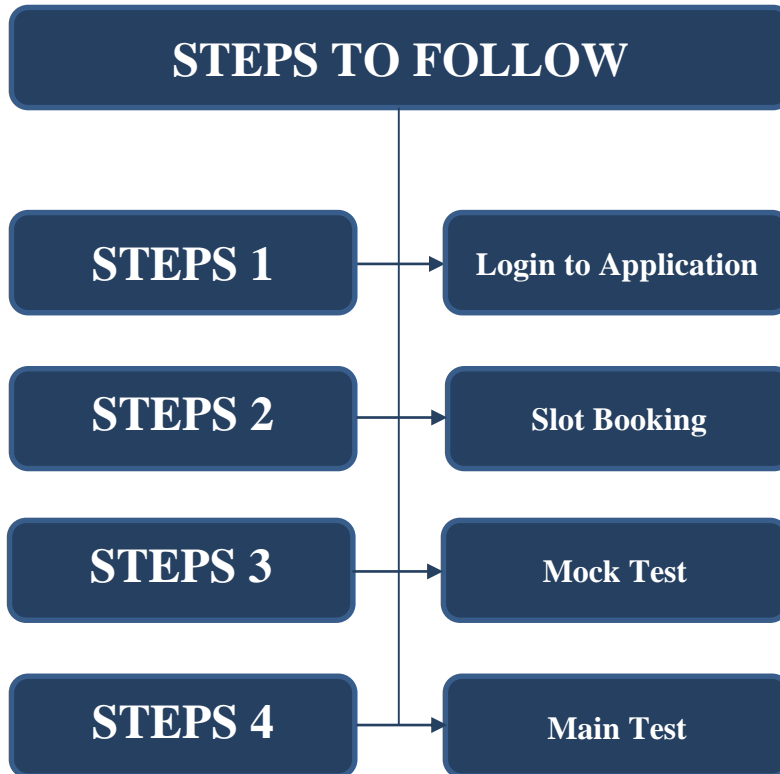 STEPS TO FOLLOW
STEPS 1
Login to Application
STEPS 2
Slot Booking
STEPS 3
Mock Test
STEPS 4
Main Test